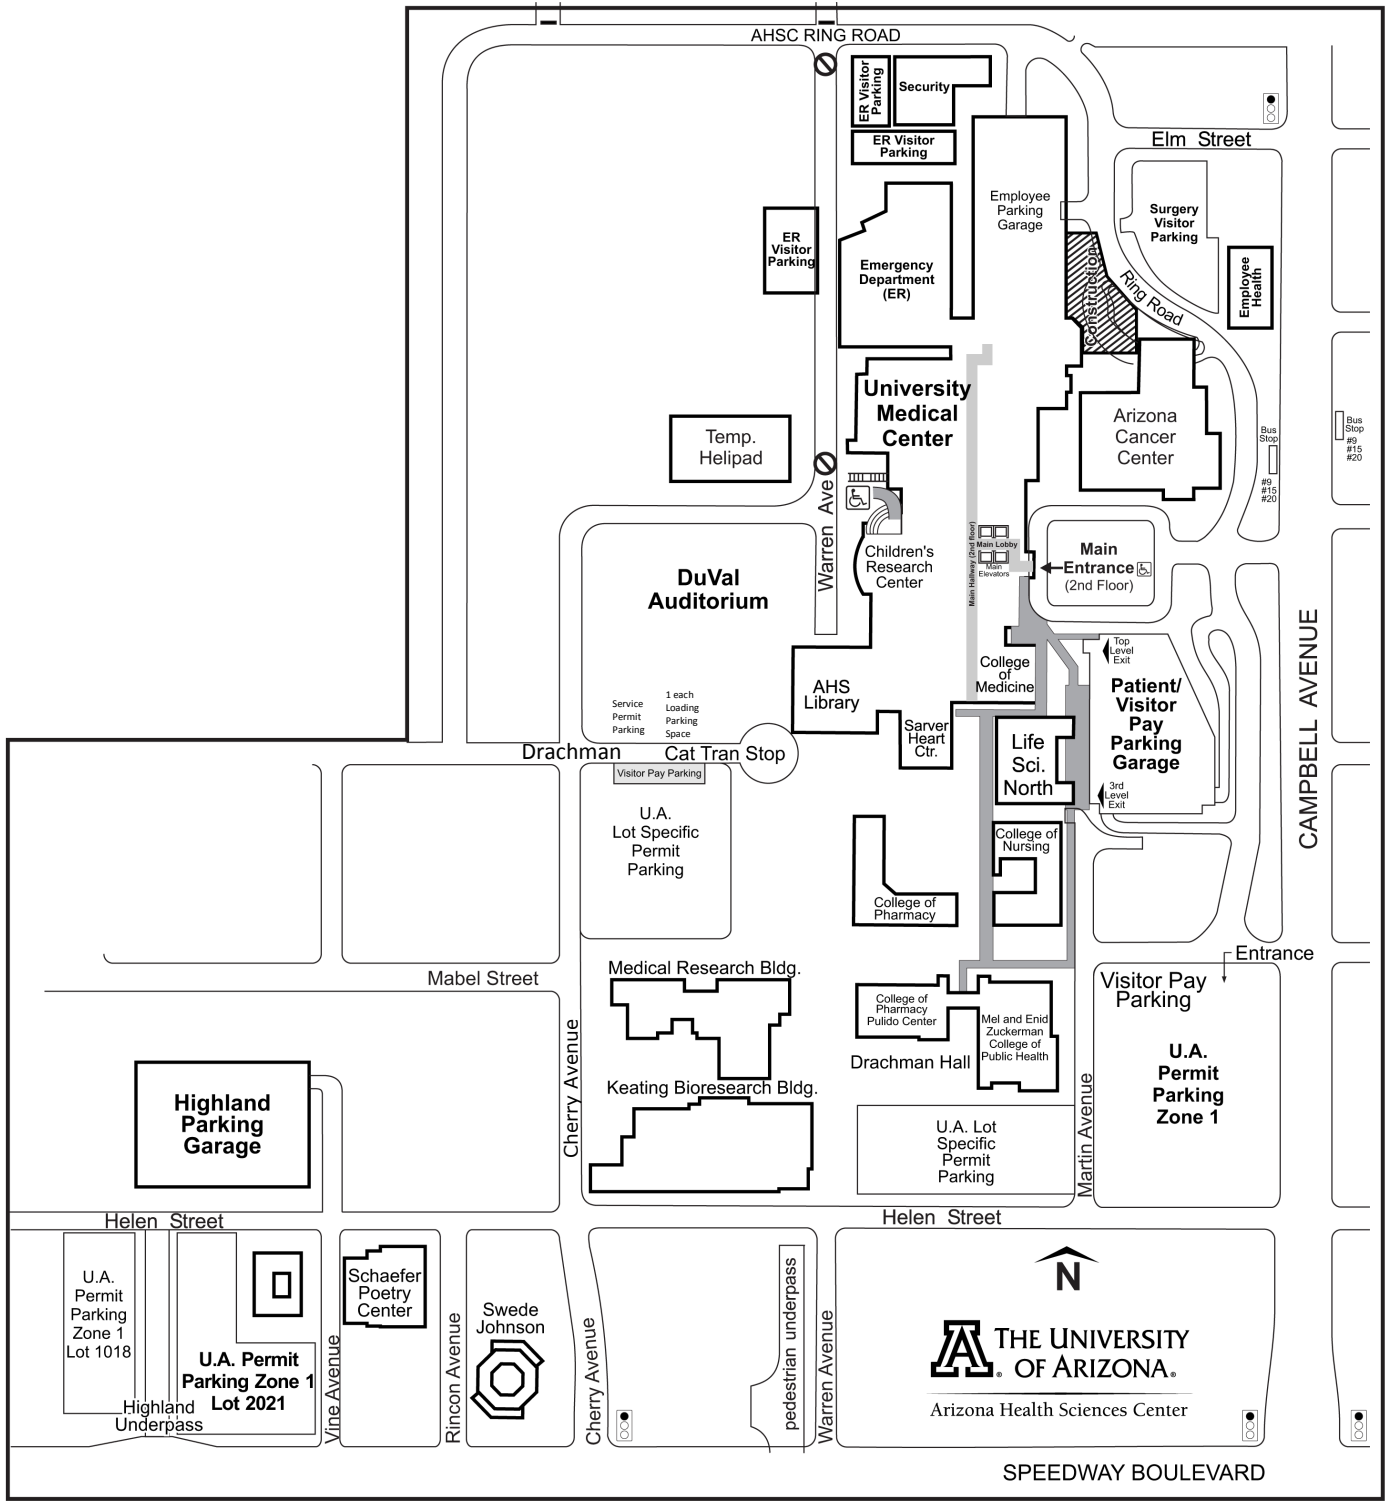 AHSC RING ROAD
ER Visitor
Parking
Security
ER Visitor
Parking
Elm Street
Employee
Parking
Garage
Surgery
Visitor
Parking
ER
Visitor
Parking
Emergency
Department
(ER)
Construction
Ring Road
Employee
Health
University
Medical
Center
Arizona
Cancer
Center
Temp.
Helipad
Bus
Stop
#9
#15
#20
Bus
Stop
#9
#15
#20
Warren Ave
Children's
Research
Center
Main Hallway (2nd floor)
Main Lobby
Main
Elevators
Main
Entrance
(2nd Floor)
DuVal
Auditorium
CAMPBELL AVENUE
Top
Level
Exit
College
of
Medicine
AHS
Library
Patient/
Visitor
Pay
Parking
Garage
Service
Permit
Parking
1 each
Loading
Parking
Space
Sarver
Heart
Ctr.
Life
Sci.
North
Drachman
Cat Tran Stop
Visitor Pay Parking
3rd
Level
Exit
U.A.
Lot Specific
Permit
Parking
College of
Nursing
College of
Pharmacy
Entrance
Mabel Street
Medical Research Bldg.
Visitor Pay
Parking
College of
Pharmacy
Pulido Center
Mel and Enid
Zuckerman
College of
Public Health
Drachman Hall
U.A.
Permit
Parking
Zone 1
Cherry Avenue
Keating Bioresearch Bldg.
Highland
Parking
Garage
U.A. Lot
Specific
Permit
Parking
Martin Avenue
Helen Street
Helen Street
U.A.
Permit
Parking
Zone 1
Lot 1018
Schaefer
Poetry
Center
Swede
Johnson
U.A. Permit
Parking Zone 1
Lot 2021
Highland
Underpass
Vine Avenue
Rincon Avenue
Cherry Avenue
pedestrian underpass
Warren Avenue
N
A
THE UNIVERSITY
OF ARIZONA®
Arizona Health Sciences Center
SPEEDWAY BOULEVARD